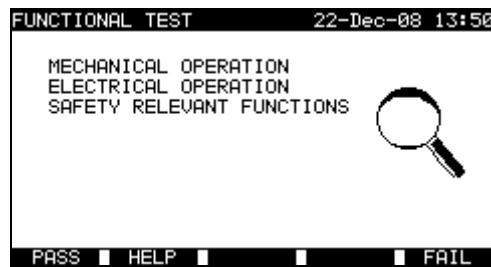 FUNCTIONAL TEST 22-Dec-08 13:50
MECHANICAL OPERATION
ELECTRICAL OPERATION
SAFETY RELEVANT FUNCTIONS
PASS HELP FAIL